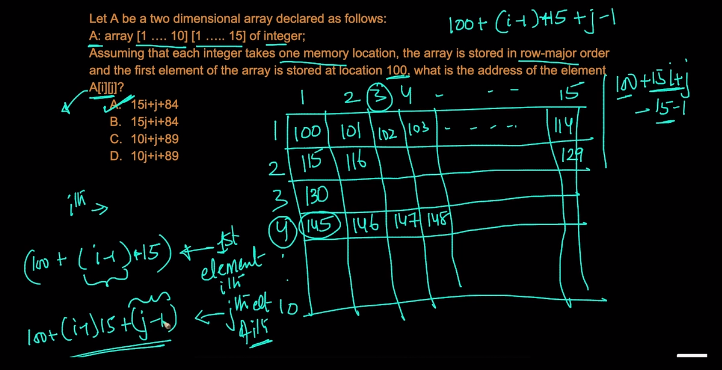 Let A be a two dimensional array declared as follows:
A: array [1 .... 10] [1 ..... 15] of integer;
Assuming that each integer takes one memory location, the array is stored in row-major order
and the first element of the array is stored at location 100, what is the address of the element
A[i][j]?
A. 15i+j+84
B. 15j+i+84
C. 10i+j+89
D. 10j+i+89
100+ (i-1)*15+j-1
100+15i+j
-15-1
1 2 3 4 - - - 15
1 100 101 102 103 - - - - 114
2 115 116 129
3 130
4 145 146 147 148
10
ith →
(100 + (i-1)*15) ← 1st
element
ith
100+(i-1)15+(j-1) ← jth elt
of ith